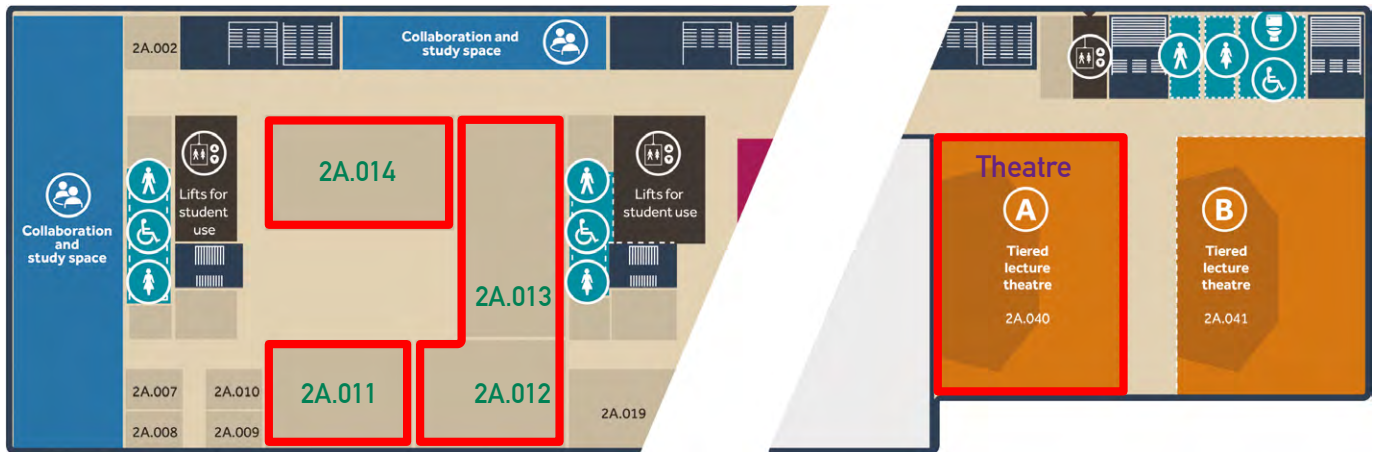 2A.002
Collaboration and
study space
Collaboration
and
study space
Lifts for
student
use
2A.014
2A.013
2A.011
2A.012
2A.007
2A.010
2A.008
2A.009
Lifts for
student use
2A.019
Theatre
A
Tiered
lecture
theatre
2A.040
B
Tiered
lecture
theatre
2A.041